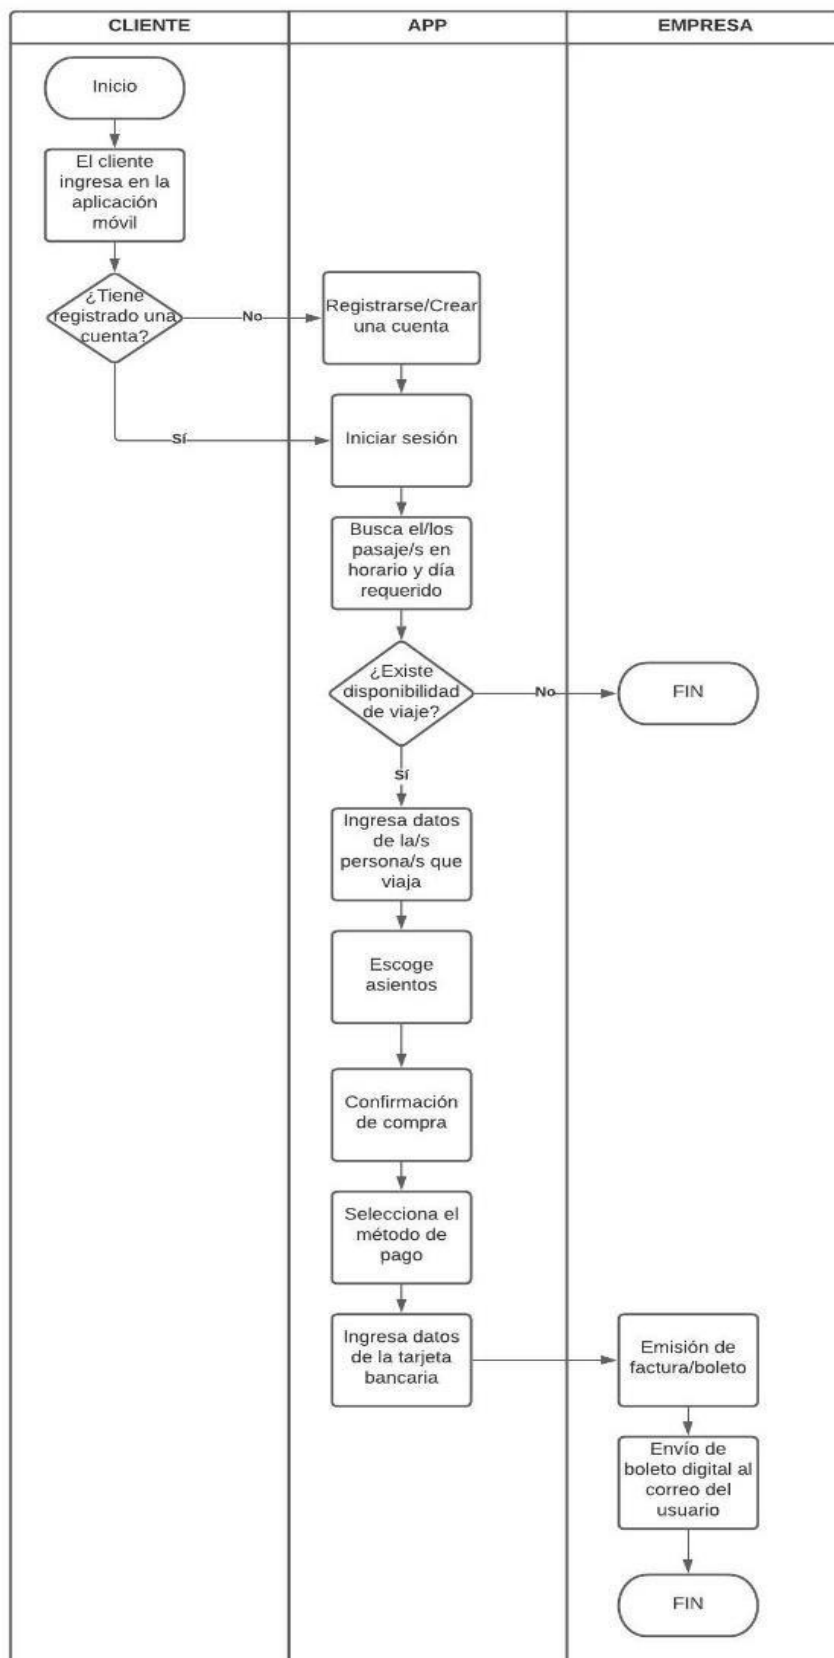 CLIENTE
APP
EMPRESA
Inicio
El cliente
ingresa en la
aplicación
móvil
¿Tiene
registrado una
cuenta?
No
Registrarse/Crear
una cuenta
Sí
Iniciar sesión
Busca el/los
pasaje/s en
horario y día
requerido
¿Existe
disponibilidad
de viaje?
No
FIN
Sí
Ingresa datos
de la/s
persona/s que
viaja
Escoge
asientos
Confirmación
de compra
Selecciona el
método de
pago
Ingresa datos
de la tarjeta
bancaria
Emisión de
factura/boleto
Envío de
boleto digital al
correo del
usuario
FIN